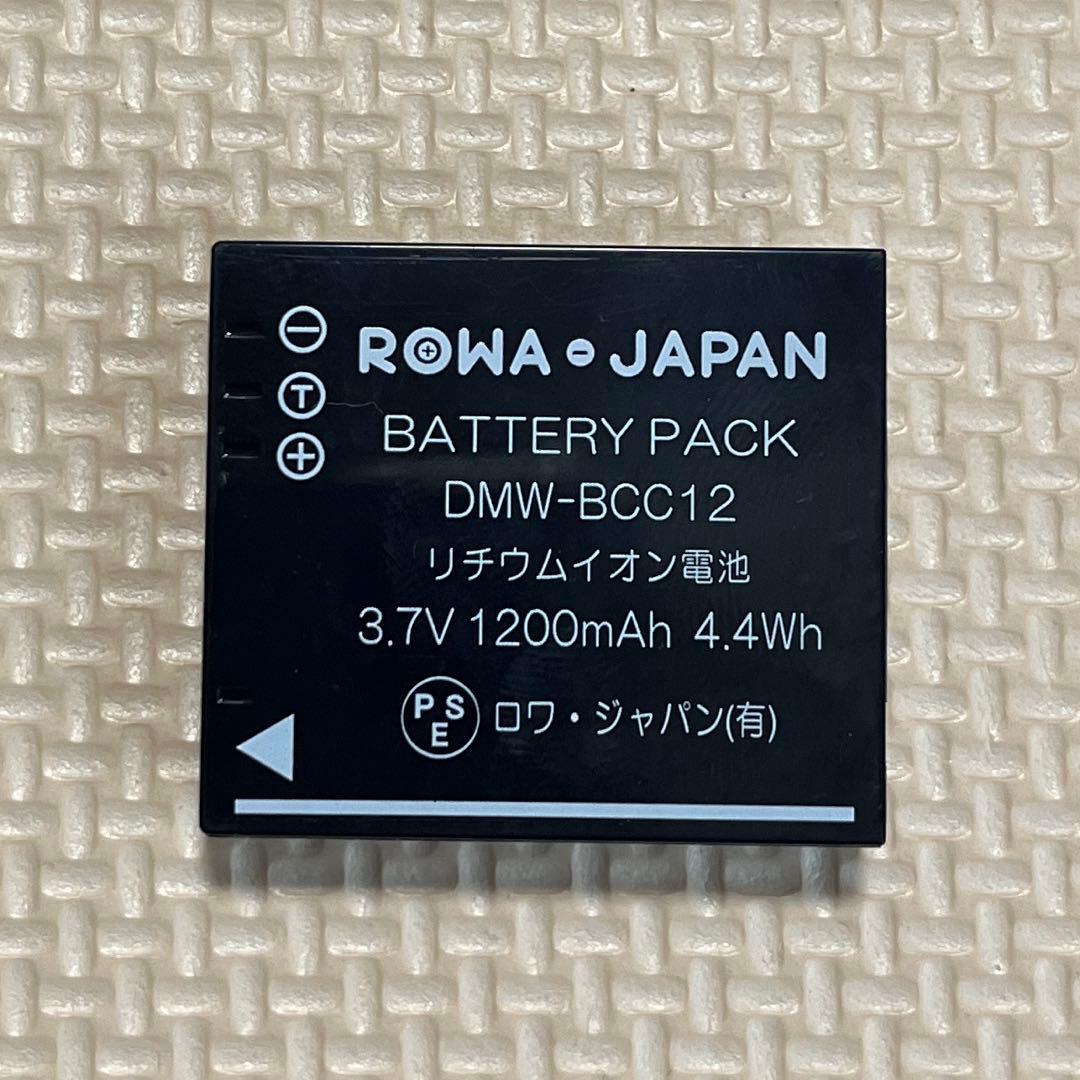 ROWA・JAPAN
BATTERY PACK
DMW-BCC12
リチウムイオン電池
3.7V 1200mAh 4.4Wh
PSE ロワ・ジャパン(有)
−
T
+